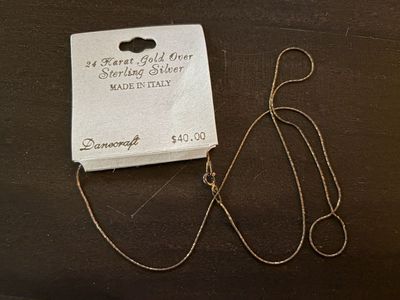 24 Karat Gold Over
Sterling Silver
MADE IN ITALY
Danecraft $40.00